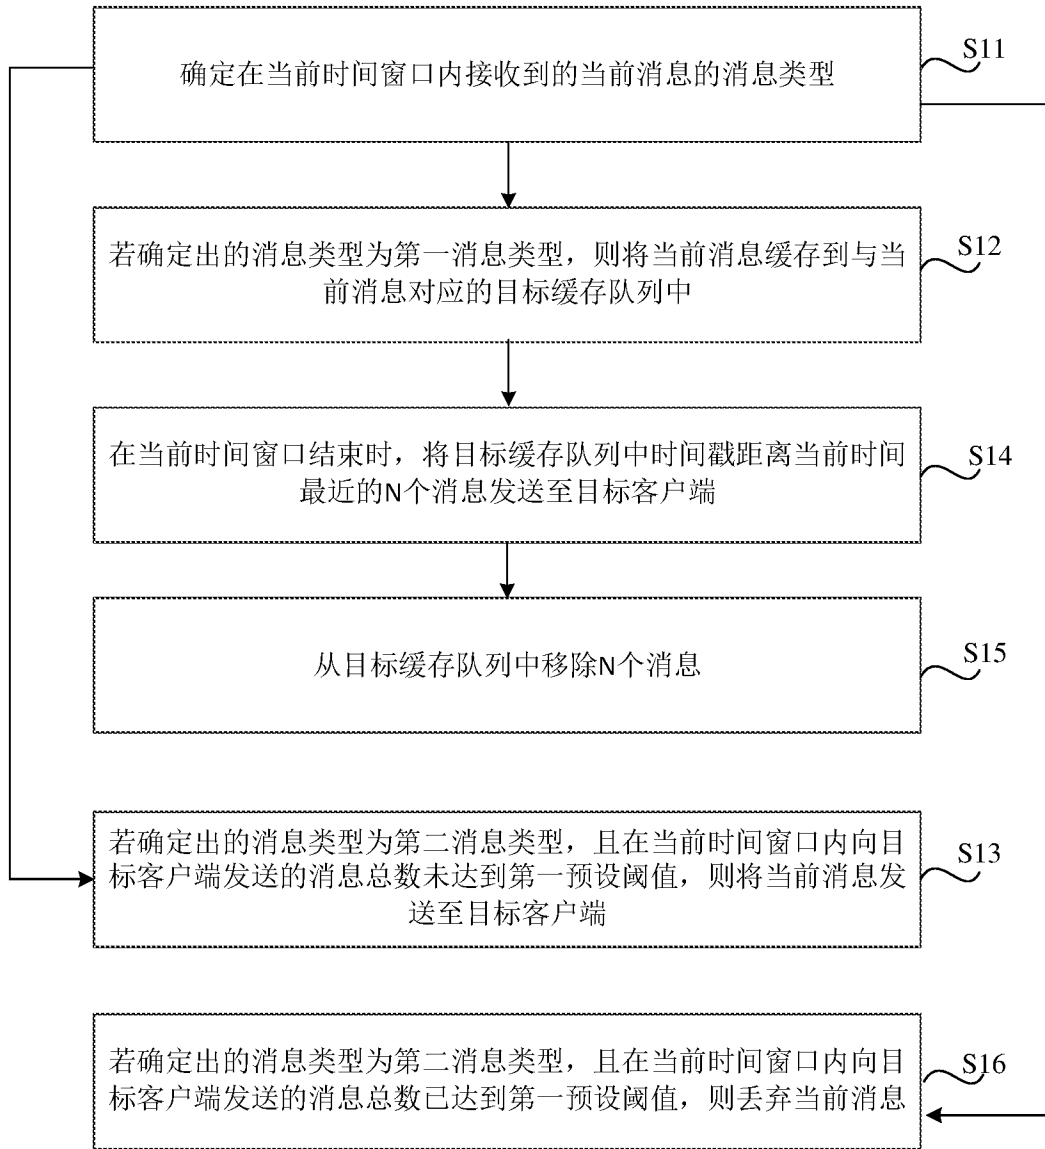 确定在当前时间窗口内接收到的当前消息的消息类型
S11
若确定出的消息类型为第一消息类型，则将当前消息缓存到与当
前消息对应的目标缓存队列中
S12
在当前时间窗口结束时，将目标缓存队列中时间戳距离当前时间
最近的N个消息发送至目标客户端
S14
从目标缓存队列中移除N个消息
S15
若确定出的消息类型为第二消息类型，且在当前时间窗口内向目
标客户端发送的消息总数未达到第一预设阈值，则将当前消息发
送至目标客户端
S13
若确定出的消息类型为第二消息类型，且在当前时间窗口内向目
标客户端发送的消息总数已达到第一预设阈值，则丢弃当前消息
S16